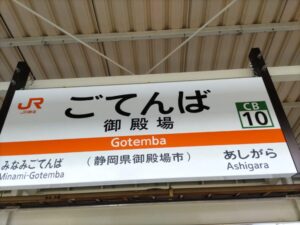 JR
JR東海
ごてんば
御殿場
CB
10
Gotemba
みなみごてんば
Minami-Gotemba
(静岡県御殿場市)
あしがら
Ashigara